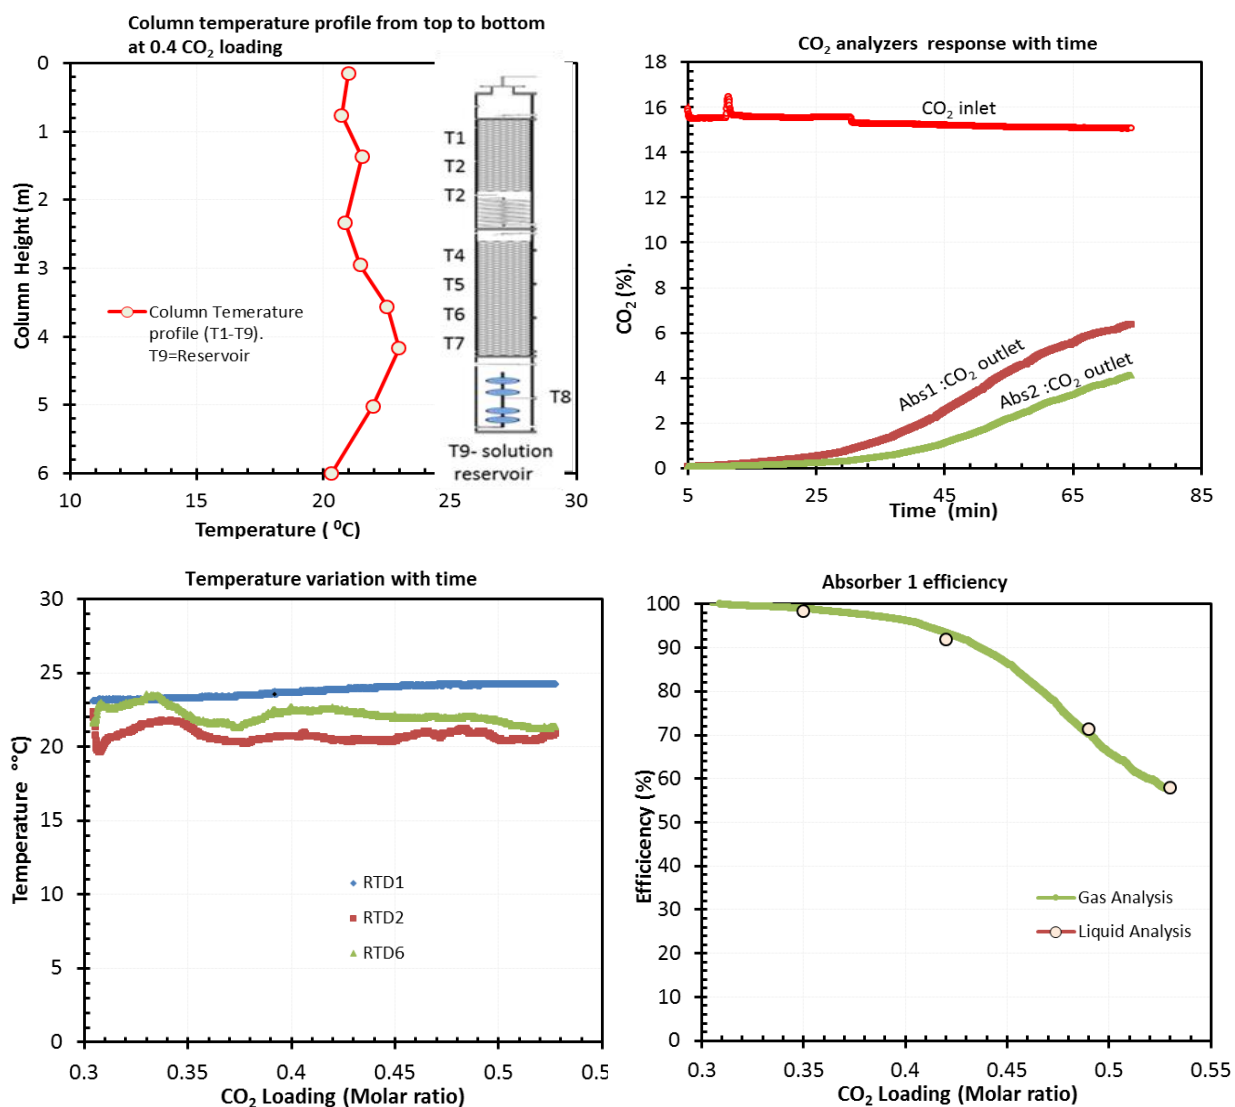 Column temperature profile from top to bottom
at 0.4 CO₂ loading
0
1
2
3
4
5
6
Column Height (m)
10
15
20
25
30
Temperature ( ⁰C)
Column Temerature
profile (T1-T9).
T9=Reservoir
T1
T2
T2
T4
T5
T6
T7
T8
T9- solution
reservoir
CO₂ analyzers response with time
18
16
14
12
10
8
6
4
2
0
CO₂ (%).
CO₂ inlet
Abs1 :CO₂ outlet
Abs2 :CO₂ outlet
5
25
45
65
85
Time (min)
Temperature variation with time
30
25
20
15
10
5
0
Temperature °°C
RTD1
RTD2
RTD6
0.3
0.35
0.4
0.45
0.5
0.5
CO₂ Loading (Molar ratio)
Absorber 1 efficiency
100
90
80
70
60
50
40
30
20
10
0
Efficicency (%)
Gas Analysis
Liquid Analysis
0.3
0.35
0.4
0.45
0.5
0.55
CO₂ Loading (Molar ratio)